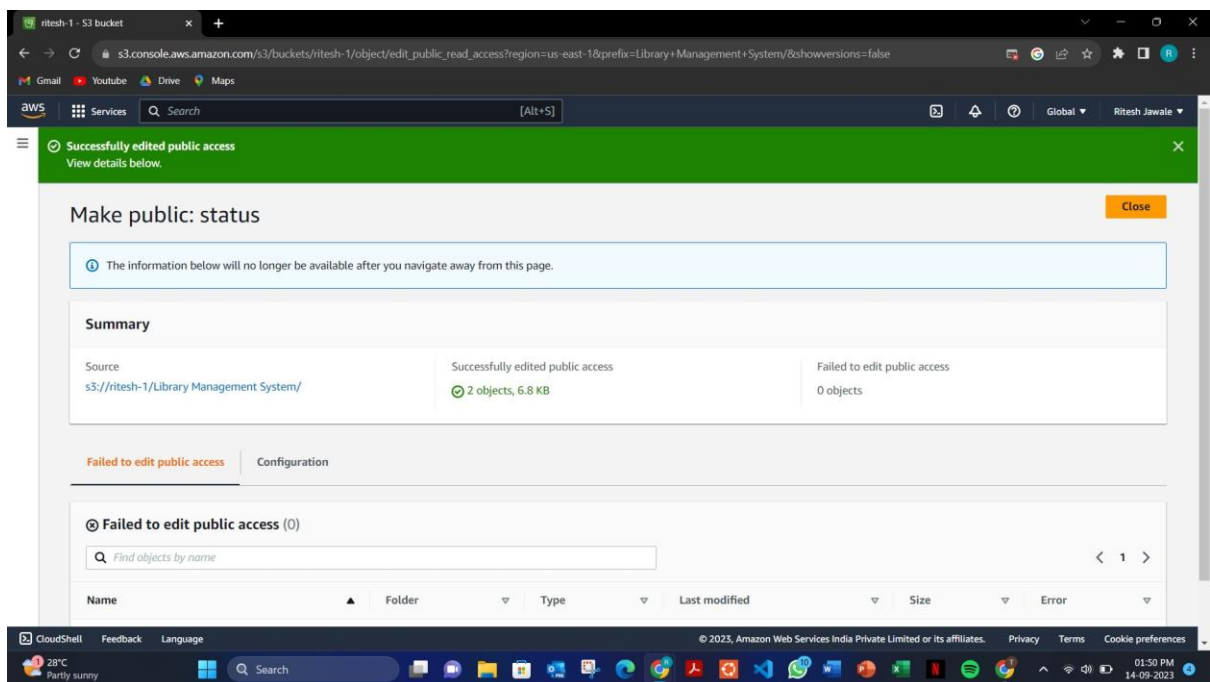 ritesh-1 - S3 bucket
s3.console.aws.amazon.com/s3/buckets/ritesh-1/object/edit_public_read_access?region=us-east-1&prefix=Library+Management+System/&showversions=false
Gmail Youtube Drive Maps
aws Services Search [Alt+S] Global Ritesh Jawale
Successfully edited public access
View details below.
Make public: status
Close
The information below will no longer be available after you navigate away from this page.
Summary
Source Successfully edited public access Failed to edit public access
s3://ritesh-1/Library Management System/ 2 objects, 6.8 KB 0 objects
Failed to edit public access Configuration
Failed to edit public access (0)
Find objects by name
1
Name Folder Type Last modified Size Error
CloudShell Feedback Language © 2023, Amazon Web Services India Private Limited or its affiliates. Privacy Terms Cookie preferences
28°C
Partly sunny
Search
01:50 PM
14-09-2023